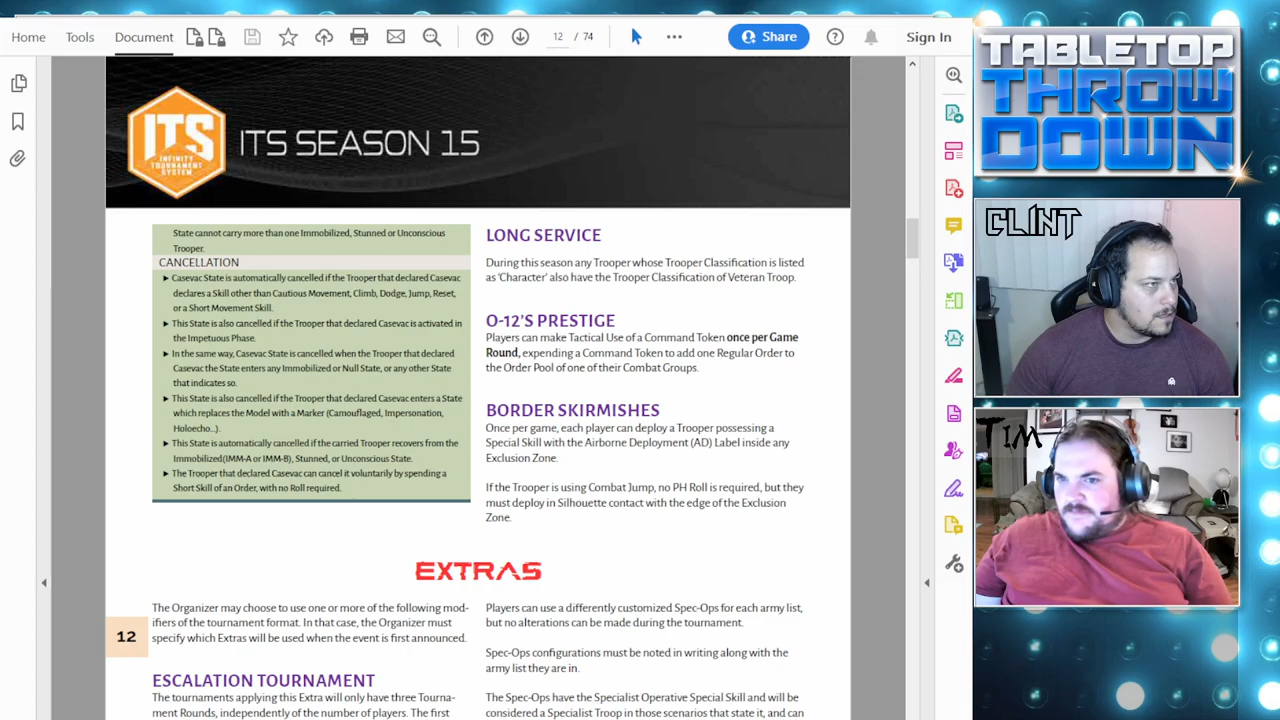 Home Tools Document 12 / 74 Share Sign In
ITS
INFINITY
TOURNAMENT
SYSTEM
ITS SEASON 15
State cannot carry more than one Immobilized, Stunned or Unconscious
Trooper.
CANCELLATION
► Casevac State is automatically cancelled if the Trooper that declared Casevac
declares a Skill other than Cautious Movement, Climb, Dodge, Jump, Reset,
or a Short Movement Skill.
► This State is also cancelled if the Trooper that declared Casevac is activated in
the Impetuous Phase.
► In the same way, Casevac State is cancelled when the Trooper that declared
Casevac the State enters any Immobilized or Null State, or any other State
that indicates so.
► This State is also cancelled if the Trooper that declared Casevac enters a State
which replaces the Model with a Marker (Camouflaged, Impersonation,
Holoecho...).
► This State is automatically cancelled if the carried Trooper recovers from the
Immobilized(IMM-A or IMM-B), Stunned, or Unconscious State.
► The Trooper that declared Casevac can cancel it voluntarily by spending a
Short Skill of an Order, with no Roll required.
LONG SERVICE
During this season any Trooper whose Trooper Classification is listed
as 'Character' also have the Trooper Classification of Veteran Troop.
O-12'S PRESTIGE
Players can make Tactical Use of a Command Token once per Game
Round, expending a Command Token to add one Regular Order to
the Order Pool of one of their Combat Groups.
BORDER SKIRMISHES
Once per game, each player can deploy a Trooper possessing a
Special Skill with the Airborne Deployment (AD) Label inside any
Exclusion Zone.
If the Trooper is using Combat Jump, no PH Roll is required, but they
must deploy in Silhouette contact with the edge of the Exclusion
Zone.
EXTRAS
The Organizer may choose to use one or more of the following mod-
ifiers of the tournament format. In that case, the Organizer must
specify which Extras will be used when the event is first announced.
12
ESCALATION TOURNAMENT
The tournaments applying this Extra will only have three Tourna-
ment Rounds, independently of the number of players. The first
Players can use a differently customized Spec-Ops for each army list,
but no alterations can be made during the tournament.
Spec-Ops configurations must be noted in writing along with the
army list they are in.
The Spec-Ops have the Specialist Operative Special Skill and will be
considered a Specialist Troop in those scenarios that state it, and can
TABLETOP
THROW
DOWN
CLINT
TIM